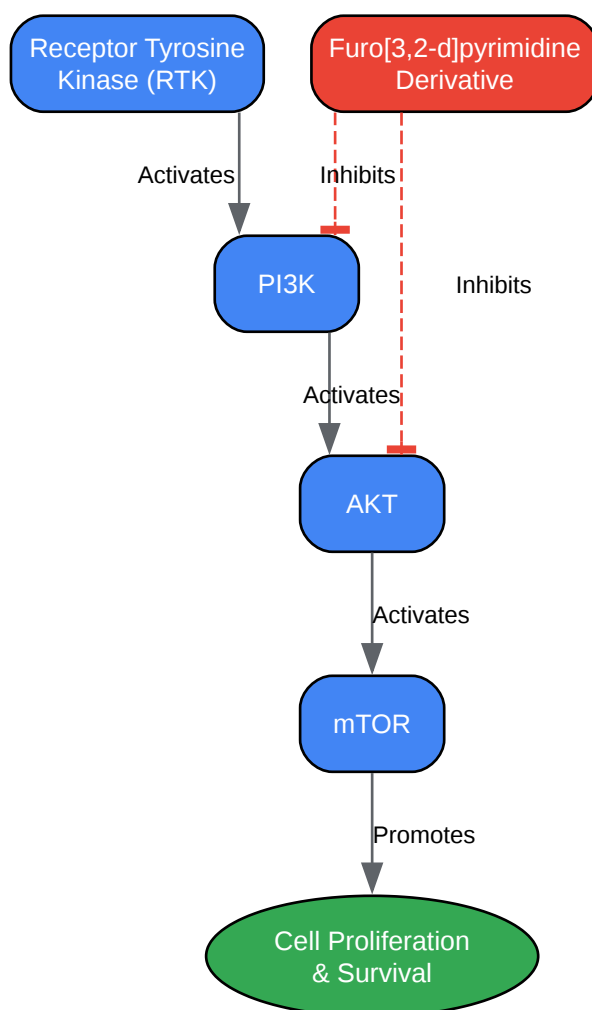 Receptor Tyrosine
Kinase (RTK)
Furo[3,2-d]pyrimidine
Derivative
Activates
Inhibits
PI3K
Inhibits
Activates
AKT
Activates
mTOR
Promotes
Cell Proliferation
& Survival